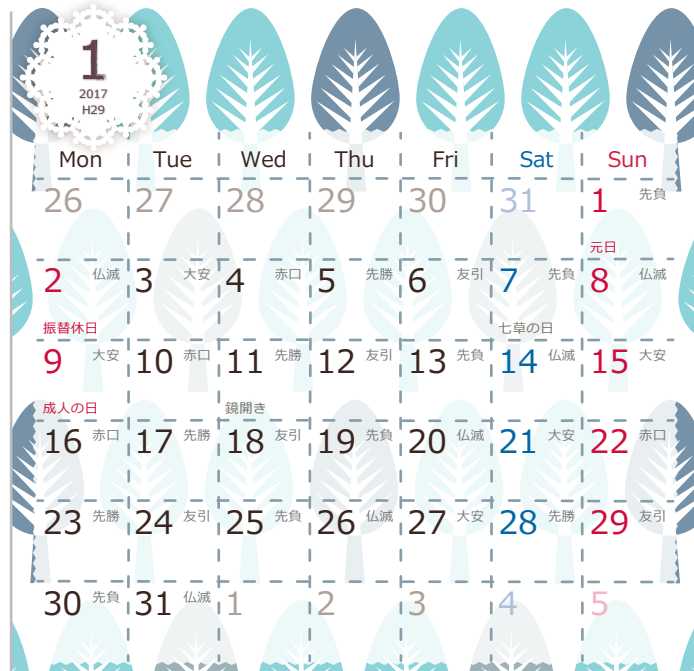 1
2017
H29
Mon Tue Wed Thu Fri Sat Sun
26 27 28 29 30 31 1 先負
元日
2 仏滅 3 大安 4 赤口 5 先勝 6 友引 7 先負 8 仏滅
振替休日 七草の日
9 大安 10 赤口 11 先勝 12 友引 13 先負 14 仏滅 15 大安
成人の日 鏡開き
16 赤口 17 先勝 18 友引 19 先負 20 仏滅 21 大安 22 赤口
23 先勝 24 友引 25 先負 26 仏滅 27 大安 28 先勝 29 友引
30 先負 31 仏滅 1 2 3 4 5